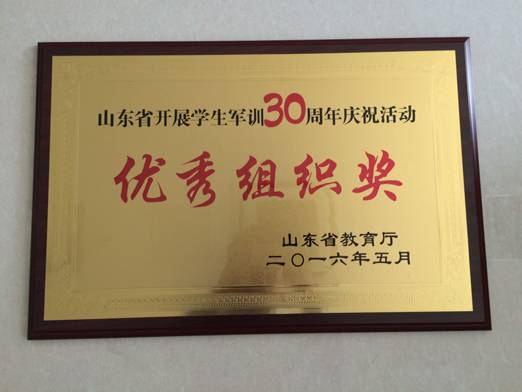 山东省开展学生军训30周年庆祝活动
优秀组织奖
山东省教育厅
二〇一六年五月